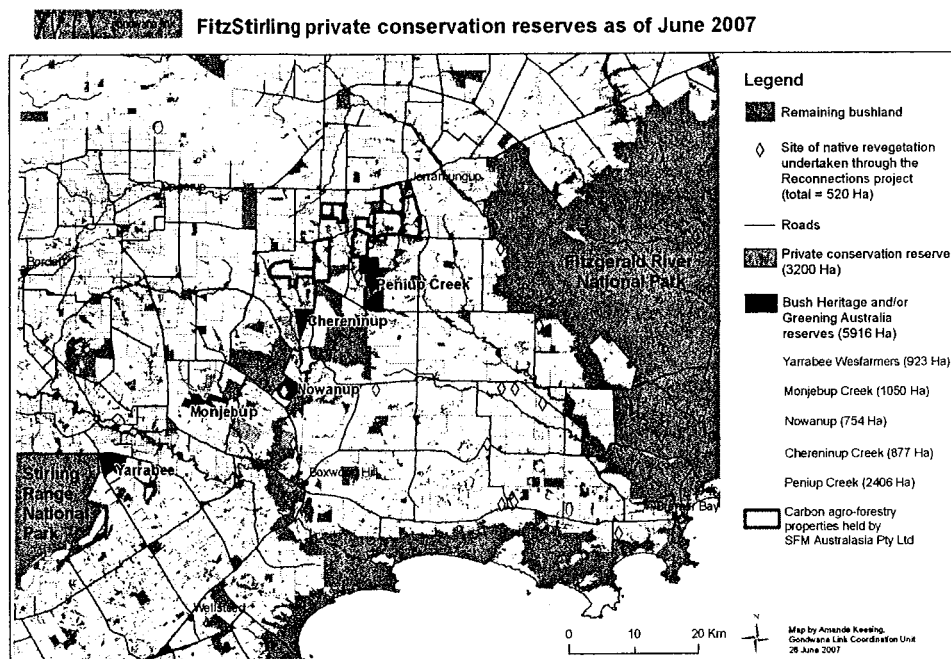 FitzStirling private conservation reserves as of June 2007
Jerramungup
Borden
Fitzgerald River
National Park
Peniup Creek
Chereninup
Nowanup
Monjebup
Yarrabee
Stirling
Range
National
Park
Boxwood Hill
Bremer Bay
Wellstead
Legend
Remaining bushland
Site of native revegetation
undertaken through the
Reconnections project
(total = 520 Ha)
Roads
Private conservation reserve
(3200 Ha)
Bush Heritage and/or
Greening Australia
reserves (5916 Ha)
Yarrabee Wesfarmers (923 Ha)
Monjebup Creek (1050 Ha)
Nowanup (754 Ha)
Chereninup Creek (877 Ha)
Peniup Creek (2406 Ha)
Carbon agro-forestry
properties held by
SFM Australasia Pty Ltd
0 10 20 Km
N
Map by Amanda Keesing,
Gondwana Link Coordination Unit
26 June 2007